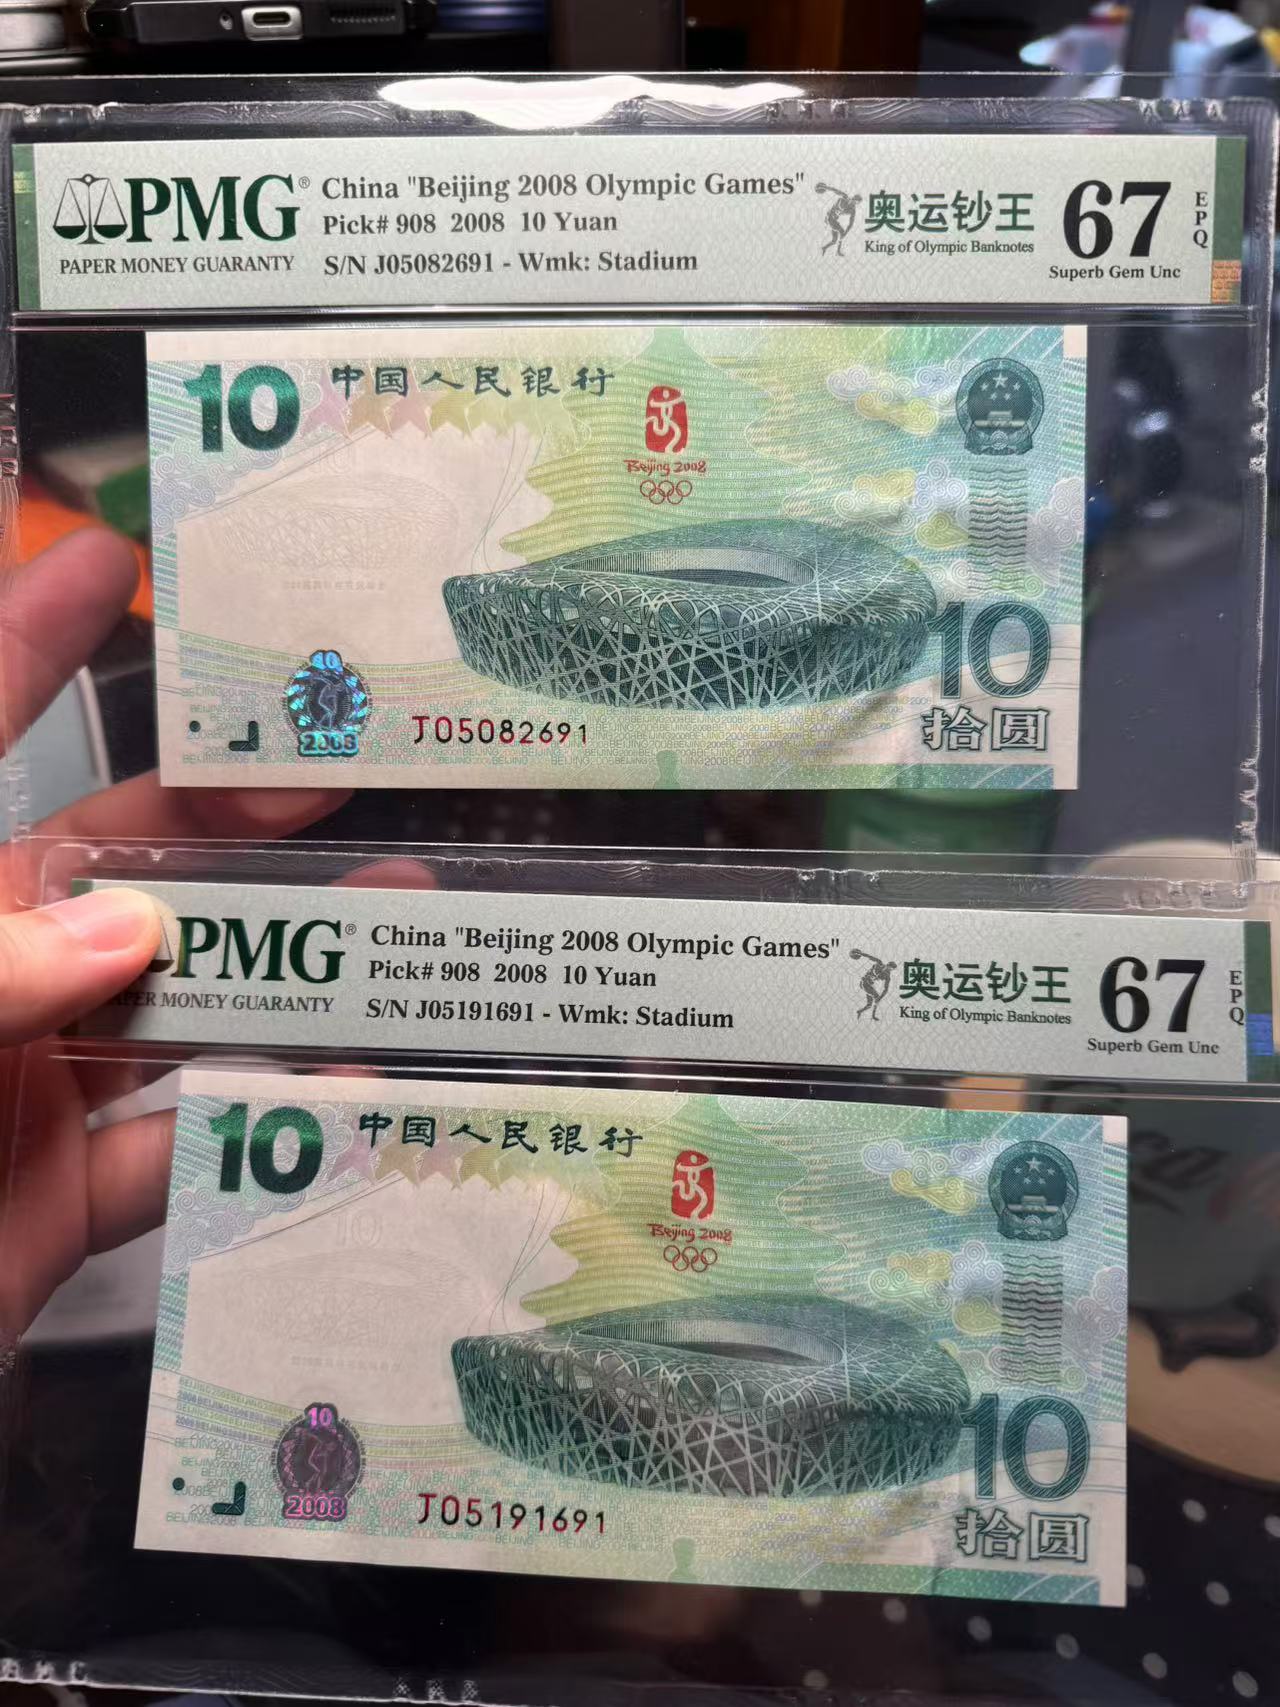 PMG®
PAPER MONEY GUARANTY
China "Beijing 2008 Olympic Games"
Pick# 908 2008 10 Yuan
S/N J05082691 - Wmk: Stadium
奥运钞王
King of Olympic Banknotes
67
EPQ
Superb Gem Unc
10
中国人民银行
Beijing 2008
10
2008
J05082691
10
拾圆
PMG®
PAPER MONEY GUARANTY
China "Beijing 2008 Olympic Games"
Pick# 908 2008 10 Yuan
S/N J05191691 - Wmk: Stadium
奥运钞王
King of Olympic Banknotes
67
EPQ
Superb Gem Unc
10
中国人民银行
Beijing 2008
10
2008
J05191691
10
拾圆